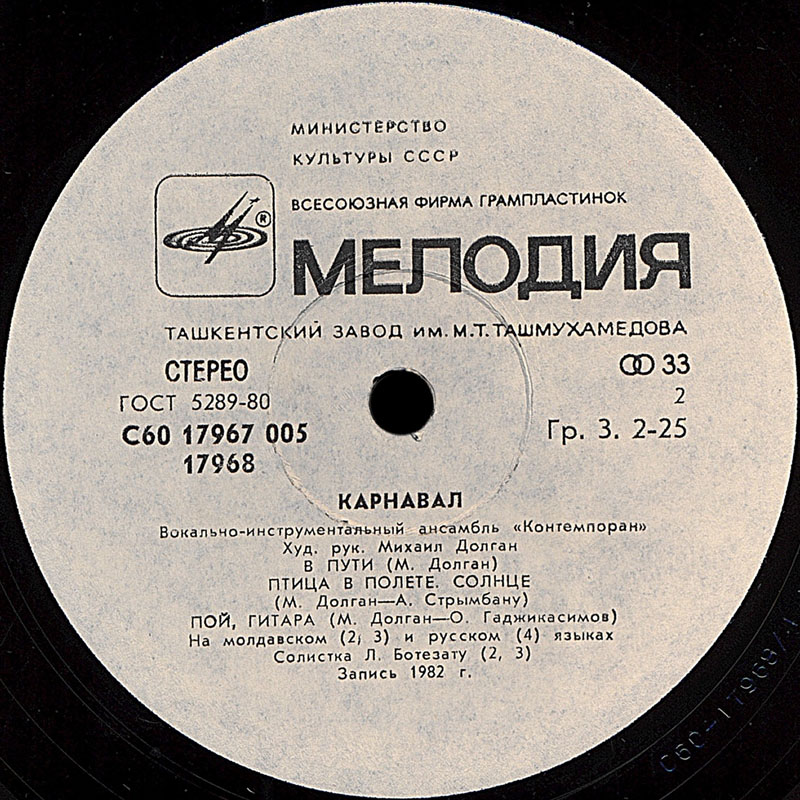 МИНИСТЕРСТВО
КУЛЬТУРЫ СССР
ВСЕСОЮЗНАЯ ФИРМА ГРАМПЛАСТИНОК
®
МЕЛОДИЯ
ТАШКЕНТСКИЙ ЗАВОД ИМ. М.Т. ТАШМУХАМЕДОВА
СТЕРЕО
33
ГОСТ 5289-80
2
С60 17967 005
Гр. 3. 2-25
17968
КАРНАВАЛ
Вокально-инструментальный ансамбль «Контемпоран»
Худ. рук. Михаил Долган
В ПУТИ (М. Долган)
ПТИЦА В ПОЛЕТЕ. СОЛНЦЕ
(М. Долган—А. Стрымбану)
ПОЙ, ГИТАРА (М. Долган—О. Гаджикасимов)
На молдавском (2, 3) и русском (4) языках
Солистка Л. Ботезату (2, 3)
Запись 1982 г.